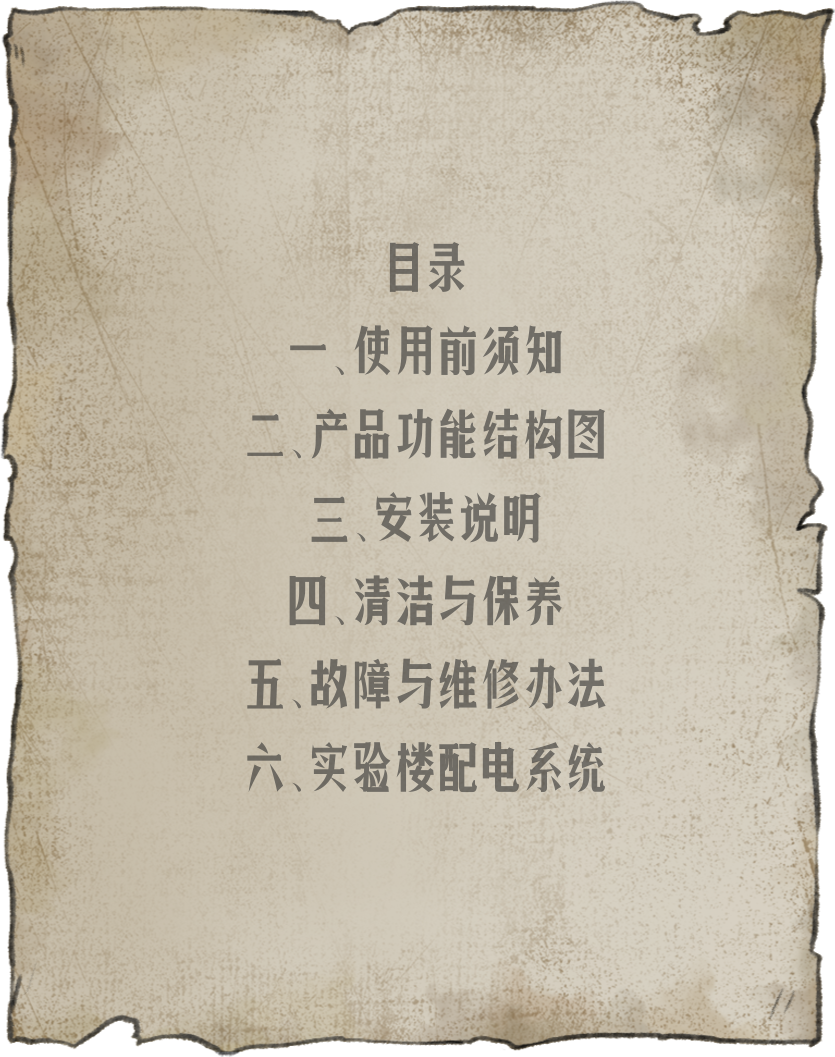 目录
一、使用前须知
二、产品功能结构图
三、安装说明
四、清洁与保养
五、故障与维修办法
六、实验楼配电系统